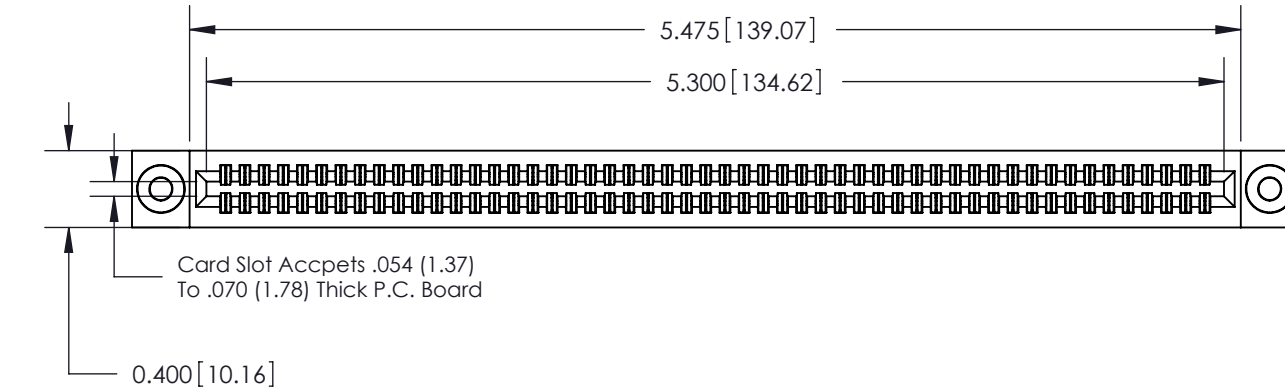 5.475[139.07]
5.300[134.62]
Card Slot Accpets .054 (1.37)
To .070 (1.78) Thick P.C. Board
0.400[10.16]